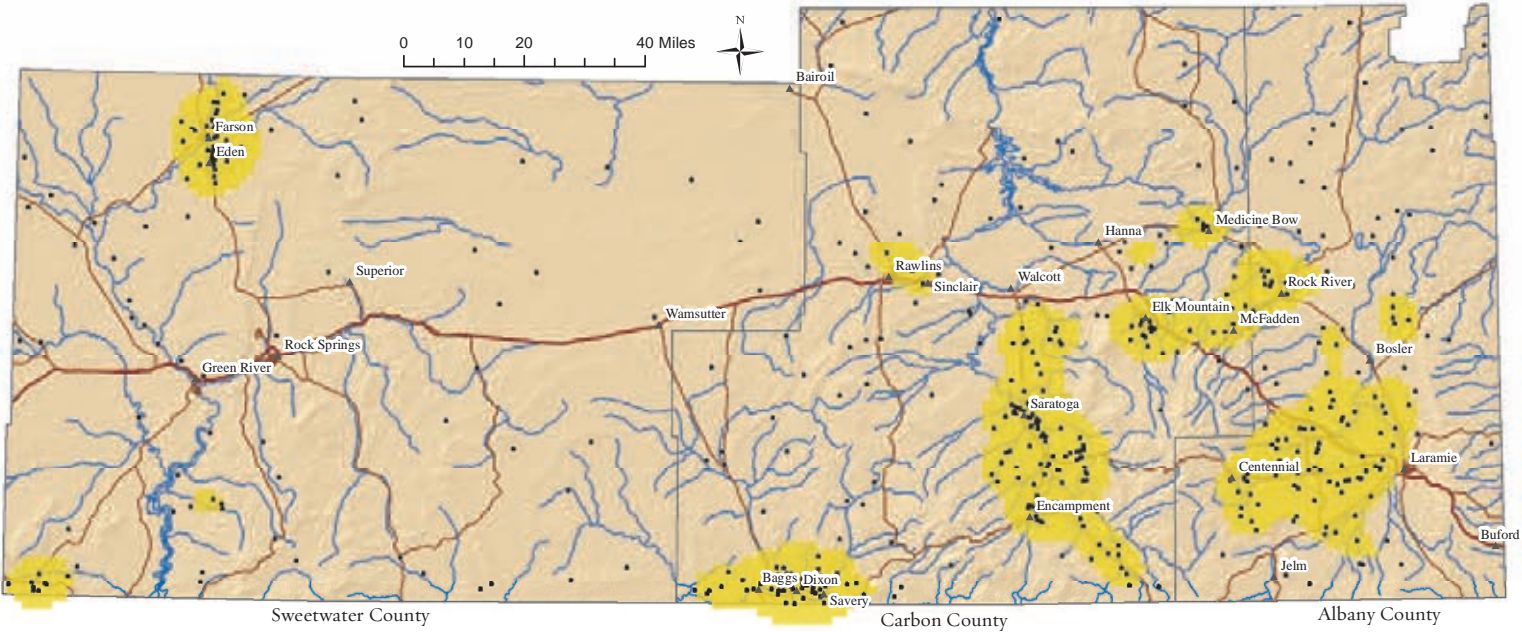 N
0 10 20 40 Miles
Bairoil
Farson
Eden
Medicine Bow
Hanna
Rawlins
Superior
Sinclair
Walcott
Rock River
Elk Mountain
Wamsutter
McFadden
Rock Springs
Bosler
Green River
Saratoga
Laramie
Centennial
Encampment
Buford
Jelm
Baggs
Dixon
Savery
Sweetwater County
Carbon County
Albany County